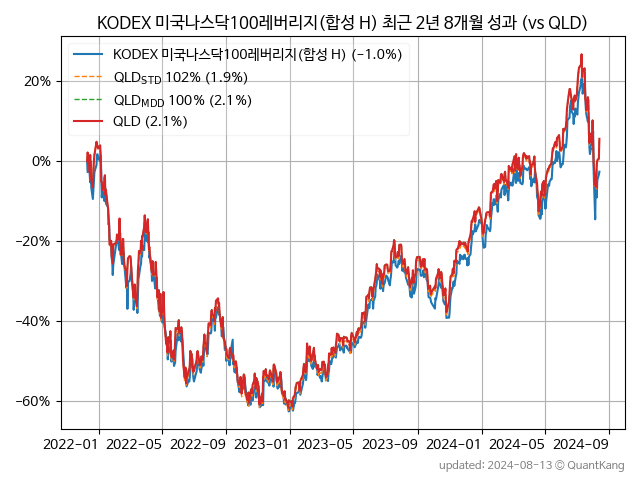 KODEX 미국나스닥100레버리지(합성 H) 최근 2년 8개월 성과 (vs QLD)
KODEX 미국나스닥100레버리지(합성 H) (−1.0%)
QLD_STD 102% (1.9%)
QLD_MDD 100% (2.1%)
QLD (2.1%)
20%
0%
−20%
−40%
−60%
2022−01 2022−05 2022−09 2023−01 2023−05 2023−09 2024−01 2024−05 2024−09
updated: 2024-08-13 © QuantKang